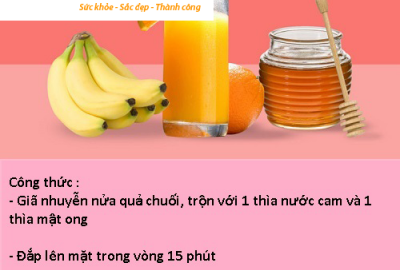 Sức khỏe - Sắc đẹp - Thành công
Công thức :
- Giã nhuyễn nửa quả chuối, trộn với 1 thìa nước cam và 1
thìa mật ong
- Đắp lên mặt trong vòng 15 phút